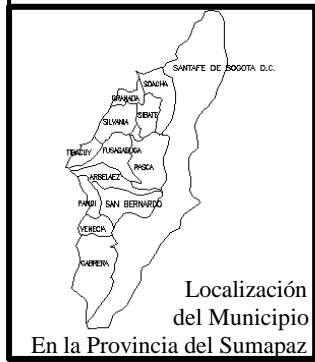 SANTAFE DE BOGOTA D.C.
SOACHA
GRANADA
SIBATE
SILVANIA
TIBACUY
FUSAGASUGA
PASCA
ARBELAEZ
PANDI
SAN BERNARDO
VENECIA
CABRERA
Localización
del Municipio
En la Provincia del Sumapaz